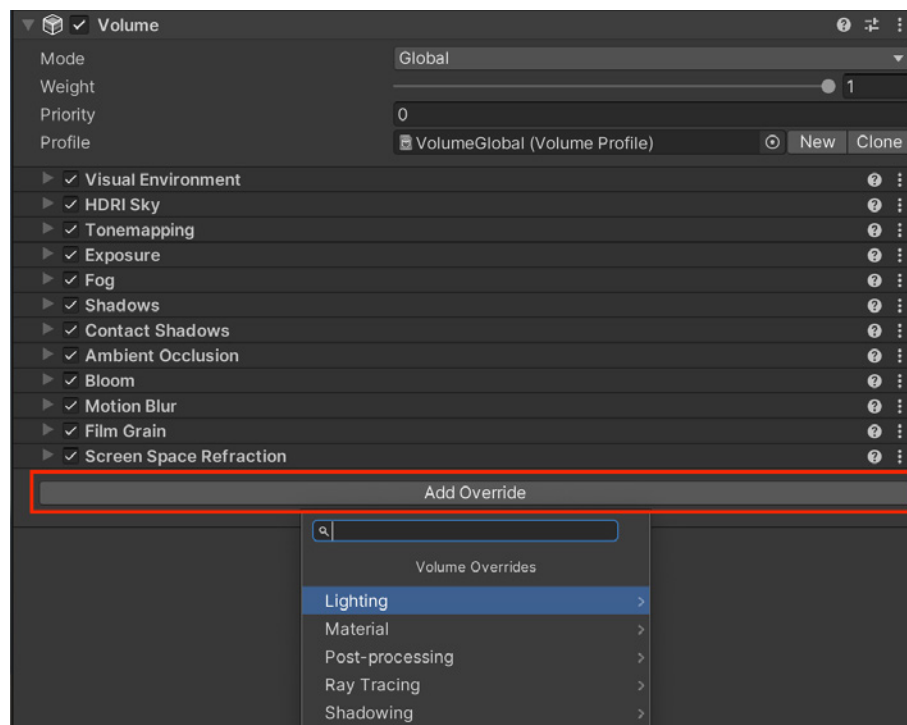 Volume
Mode Global
Weight 1
Priority 0
Profile VolumeGlobal (Volume Profile) New Clone
Visual Environment
HDRI Sky
Tonemapping
Exposure
Fog
Shadows
Contact Shadows
Ambient Occlusion
Bloom
Motion Blur
Film Grain
Screen Space Refraction
Add Override
Volume Overrides
Lighting
Material
Post-processing
Ray Tracing
Shadowing